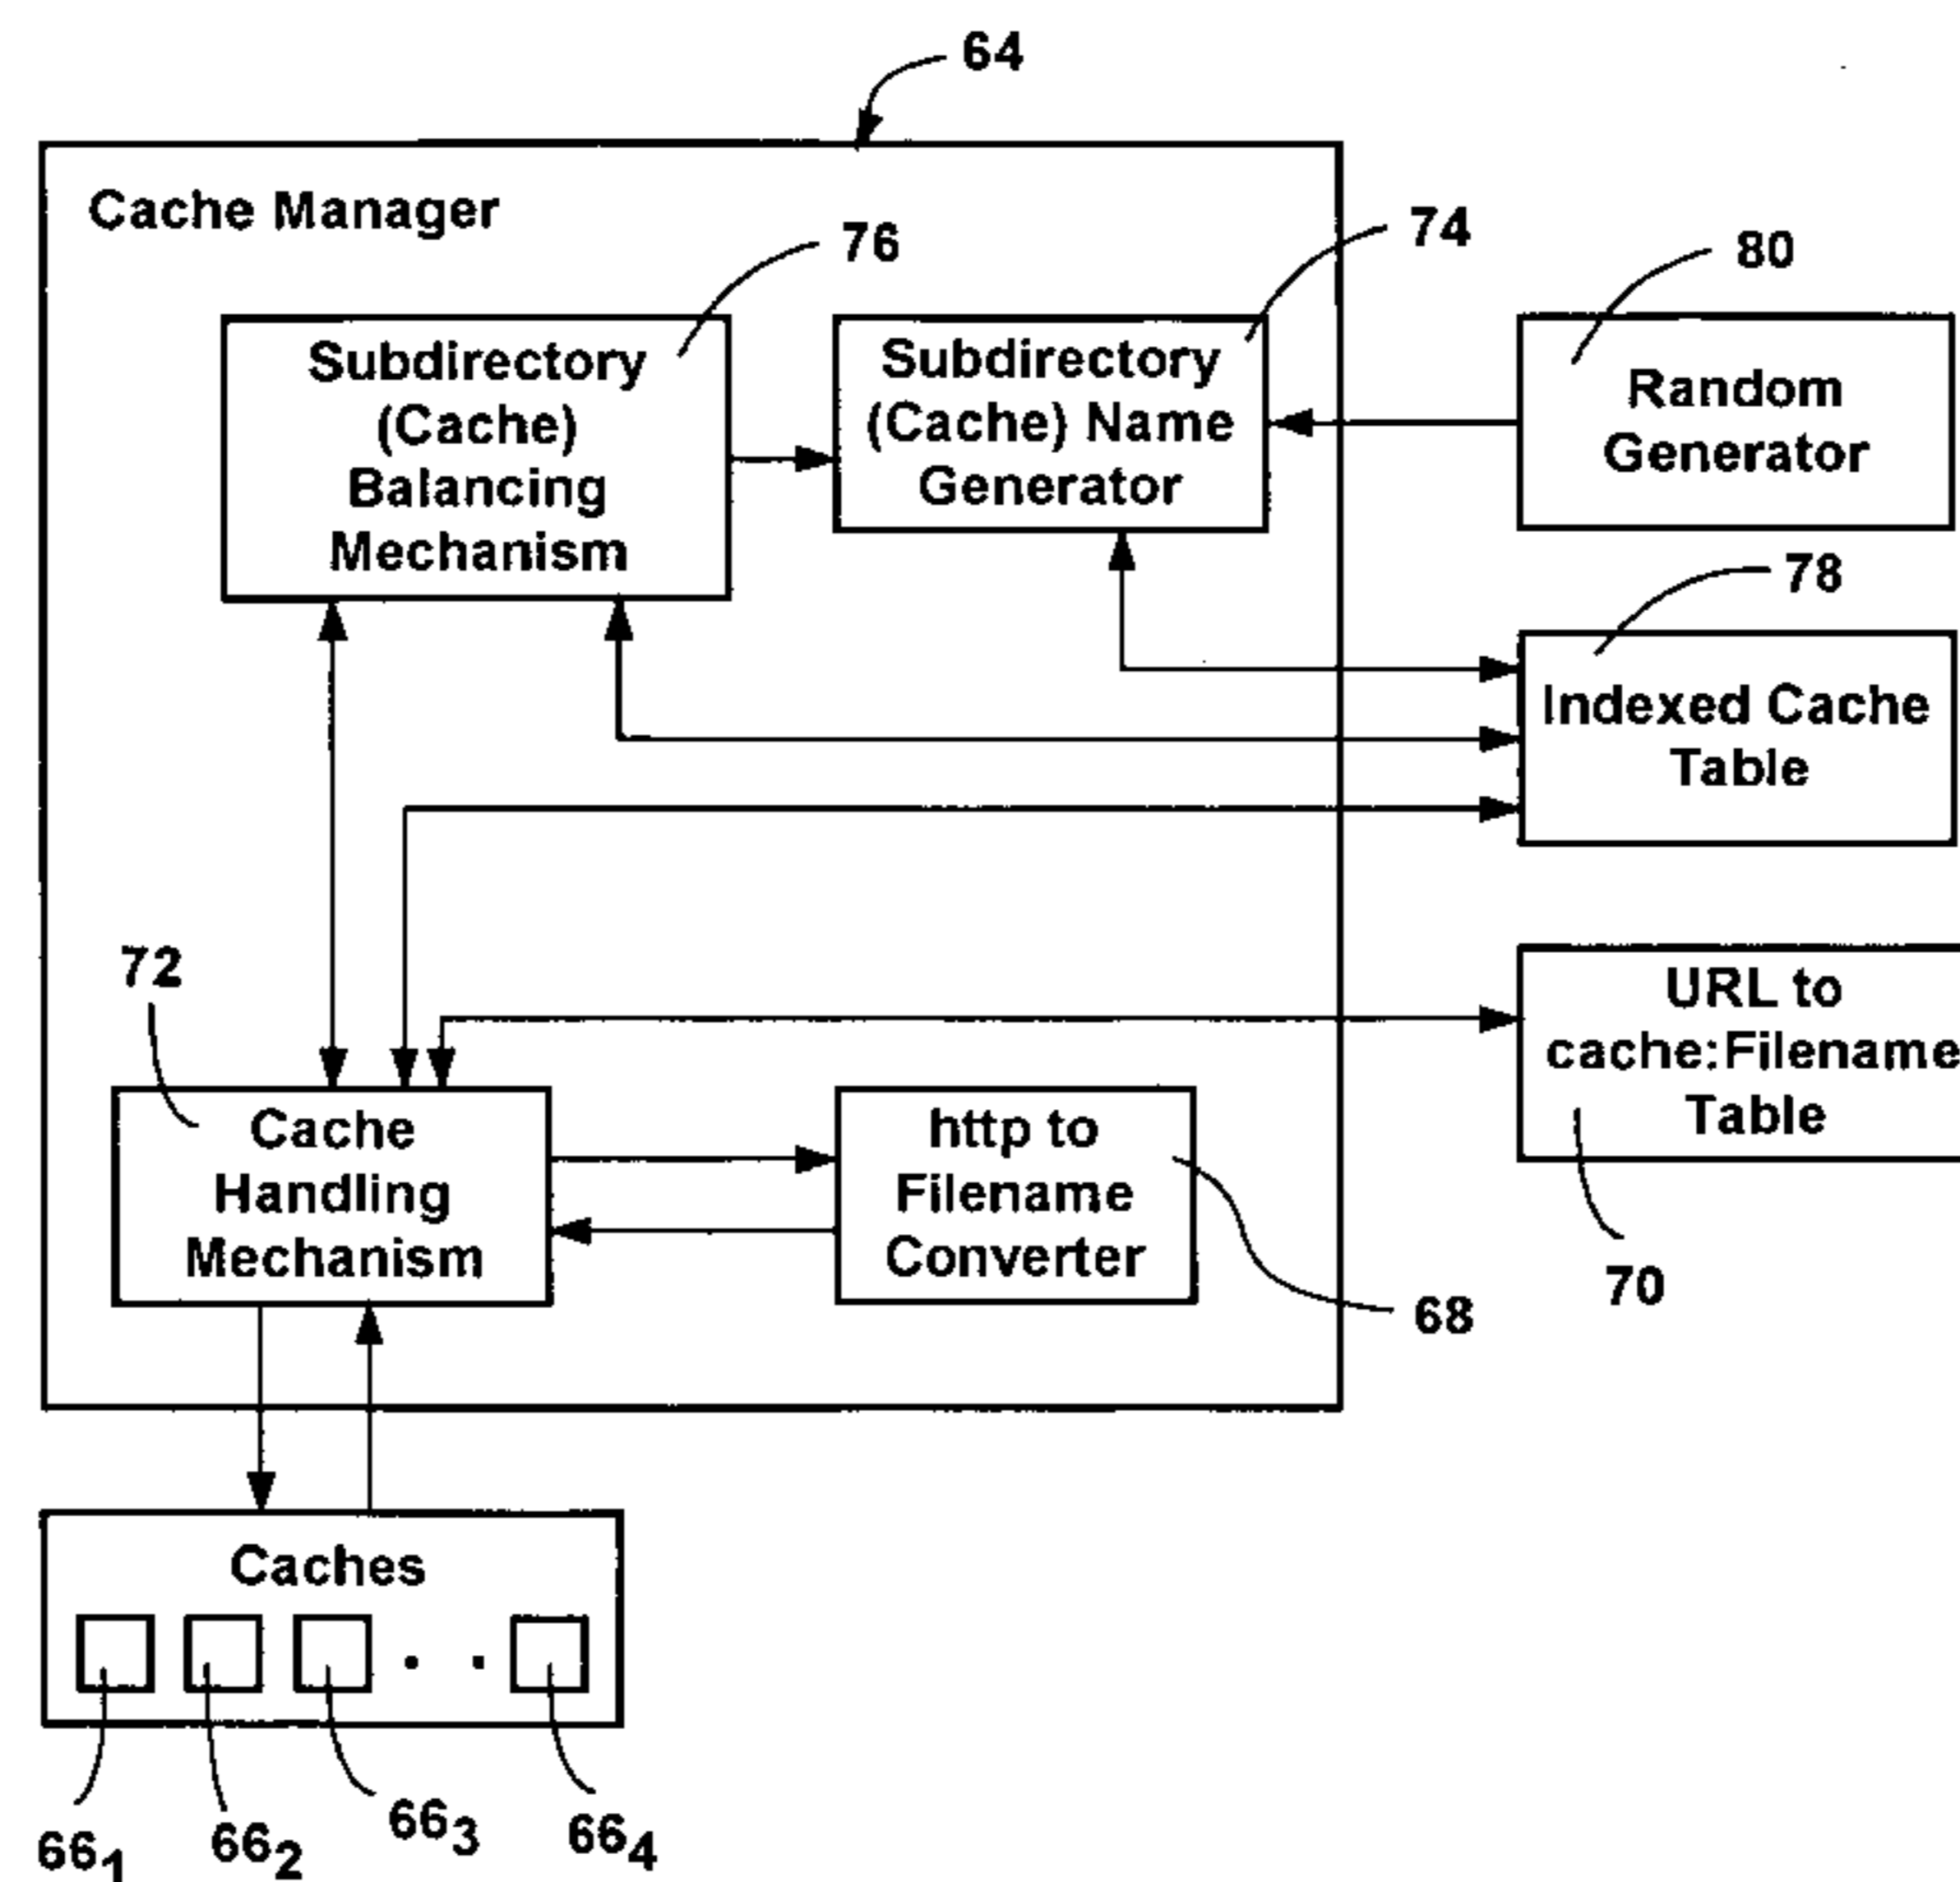 64
Cache Manager
76
74
80
Subdirectory
(Cache)
Balancing
Mechanism
Subdirectory
(Cache) Name
Generator
Random
Generator
78
Indexed Cache
Table
72
URL to
cache:Filename
Table
Cache
Handling
Mechanism
http to
Filename
Converter
70
68
Caches
66₁
66₂
66₃
66₄